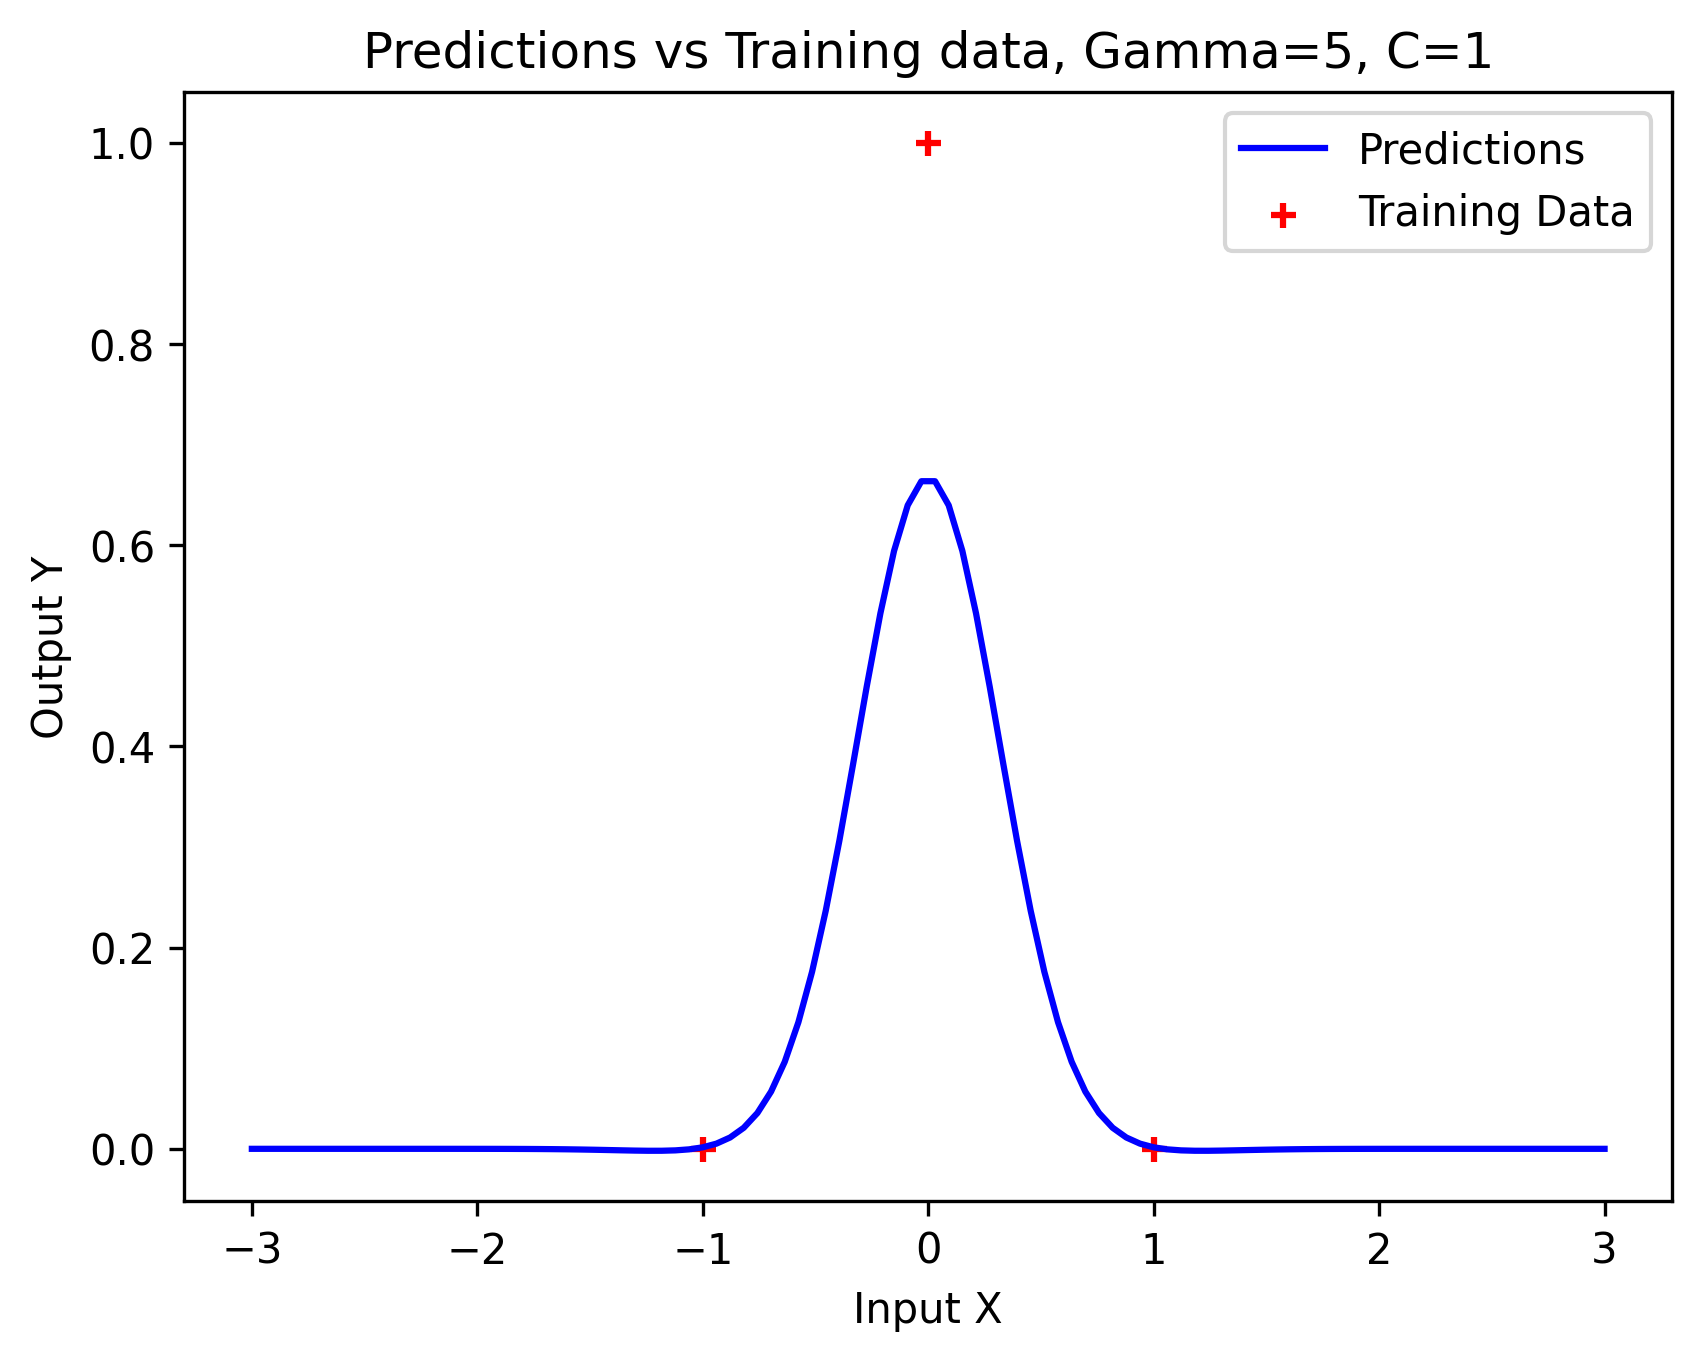 Predictions vs Training data, Gamma=5, C=1
Predictions
Training Data
1.0
0.8
0.6
0.4
0.2
0.0
Output Y
−3 −2 −1 0 1 2 3
Input X